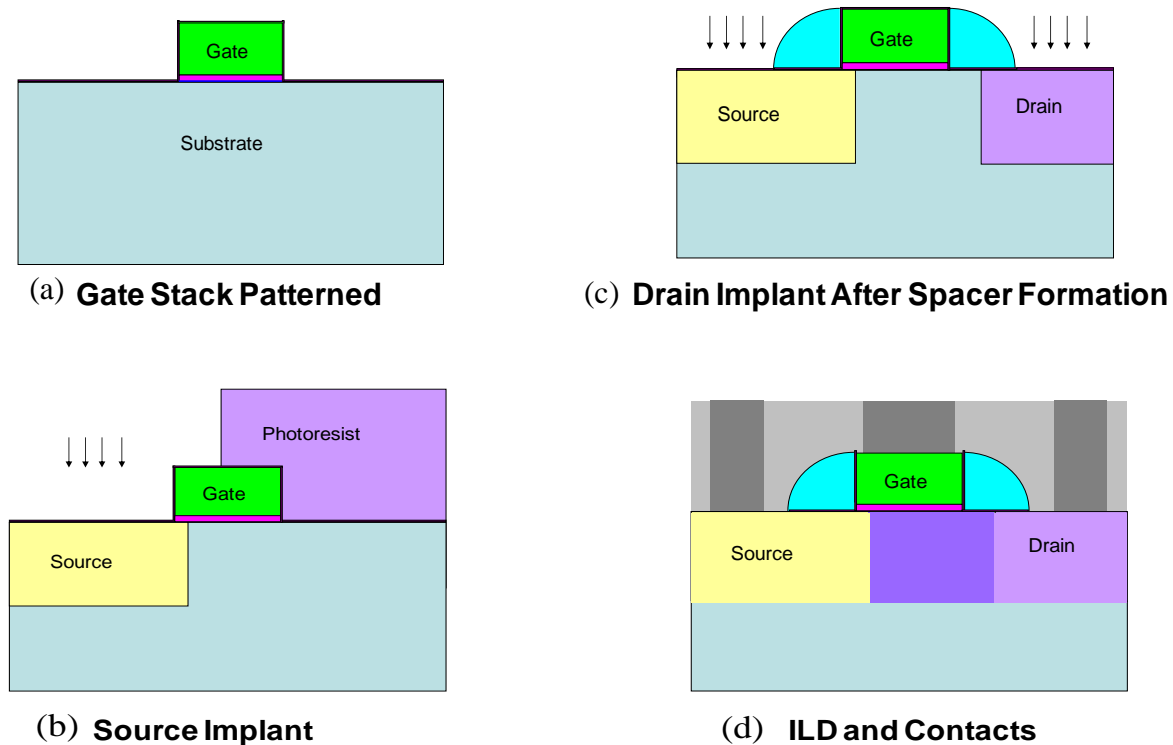 Gate
Substrate
(a) Gate Stack Patterned
Photoresist
Gate
Source
(b) Source Implant
Gate
Source
Drain
(c) Drain Implant After Spacer Formation
Gate
Source
Drain
(d) ILD and Contacts